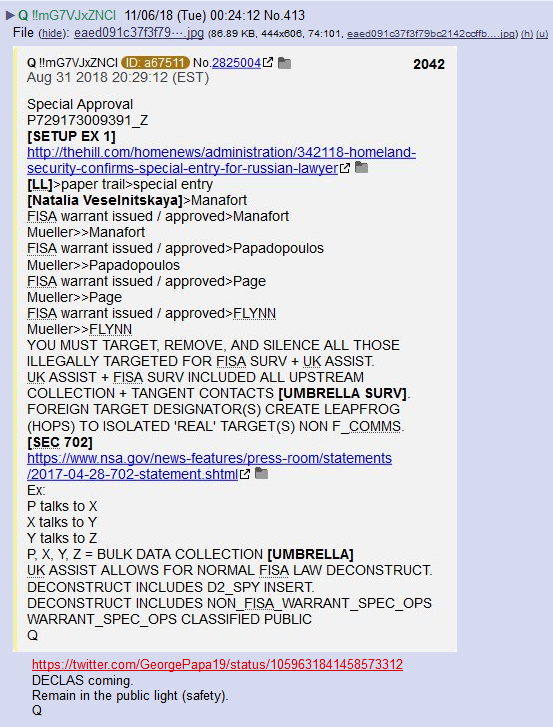 Q !!mG7VJxZNCI 11/06/18 (Tue) 00:24:12 No.413
File (hide): eaed091c37f3f79⋯.jpg (86.89 KB, 444x606, 74:101, eaed091c37f3f79bc2142ccffb....jpg) (h) (u)
Q !!mG7VJxZNCI ID: a67511 No.2825004 2042
Aug 31 2018 20:29:12 (EST)
Special Approval
P729173009391_Z
[SETUP EX 1]
http://thehill.com/homenews/administration/342118-homeland-
security-confirms-special-entry-for-russian-lawyer
[LL]>paper trail>special entry
[Natalia Veselnitskaya]>Manafort
FISA warrant issued / approved>Manafort
Mueller>>Manafort
FISA warrant issued / approved>Papadopoulos
Mueller>>Papadopoulos
FISA warrant issued / approved>Page
Mueller>>Page
FISA warrant issued / approved>FLYNN
Mueller>>FLYNN
YOU MUST TARGET, REMOVE, AND SILENCE ALL THOSE
ILLEGALLY TARGETED FOR FISA SURV + UK ASSIST.
UK ASSIST + FISA SURV INCLUDED ALL UPSTREAM
COLLECTION + TANGENT CONTACTS [UMBRELLA SURV].
FOREIGN TARGET DESIGNATOR(S) CREATE LEAPFROG
(HOPS) TO ISOLATED 'REAL' TARGET(S) NON F_COMMS.
[SEC 702]
https://www.nsa.gov/news-features/press-room/statements
/2017-04-28-702-statement.shtml
Ex:
P talks to X
X talks to Y
Y talks to Z
P, X, Y, Z = BULK DATA COLLECTION [UMBRELLA]
UK ASSIST ALLOWS FOR NORMAL FISA LAW DECONSTRUCT.
DECONSTRUCT INCLUDES D2_SPY INSERT.
DECONSTRUCT INCLUDES NON_FISA_WARRANT_SPEC_OPS
WARRANT_SPEC_OPS CLASSIFIED PUBLIC
Q
https://twitter.com/GeorgePapa19/status/1059631841458573312
DECLAS coming.
Remain in the public light (safety).
Q